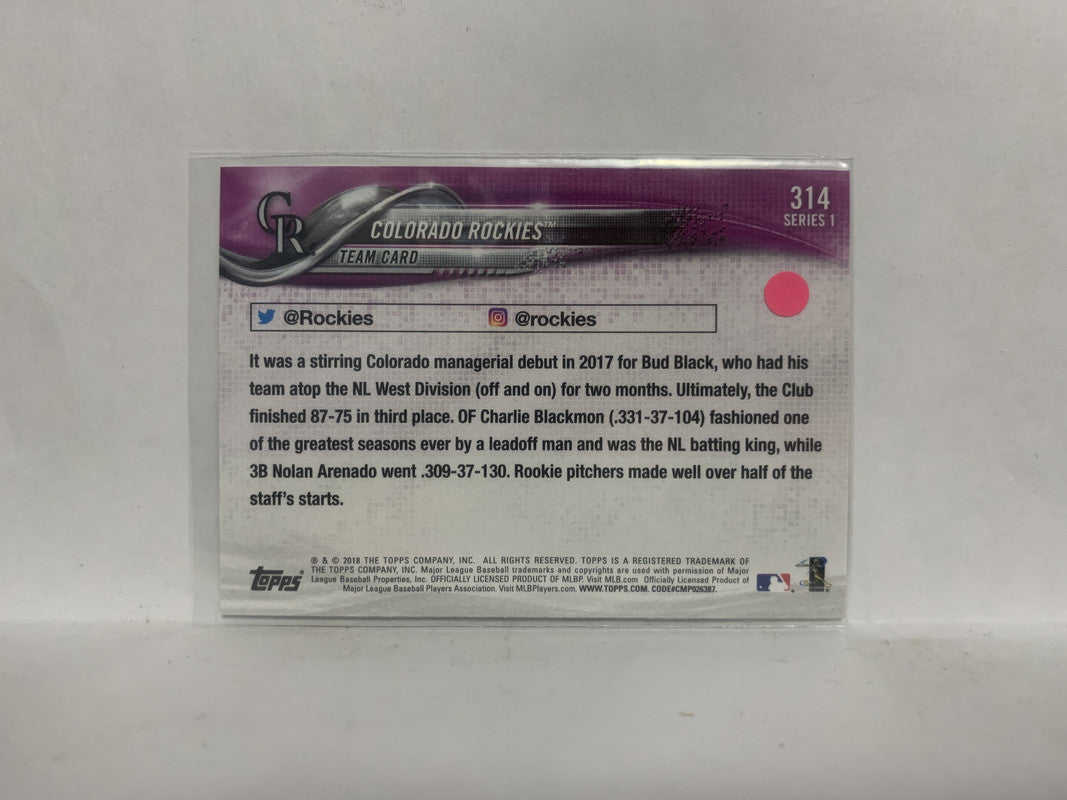 CR
314
SERIES 1
COLORADO ROCKIES™
TEAM CARD
@Rockies @rockies
It was a stirring Colorado managerial debut in 2017 for Bud Black, who had his
team atop the NL West Division (off and on) for two months. Ultimately, the Club
finished 87-75 in third place. OF Charlie Blackmon (.331-37-104) fashioned one
of the greatest seasons ever by a leadoff man and was the NL batting king, while
3B Nolan Arenado went .309-37-130. Rookie pitchers made well over half of the
staff's starts.
® & © 2018 THE TOPPS COMPANY, INC. ALL RIGHTS RESERVED. TOPPS IS A REGISTERED TRADEMARK OF
THE TOPPS COMPANY, INC. Major League Baseball trademarks and copyrights are used with permission of Major
League Baseball Properties, Inc. OFFICIALLY LICENSED PRODUCT OF MLBP. Visit MLB.com Officially Licensed Product of
Major League Baseball Players Association. Visit MLBPlayers.com. WWW.TOPPS.COM. CODE#CMP026387.
Topps